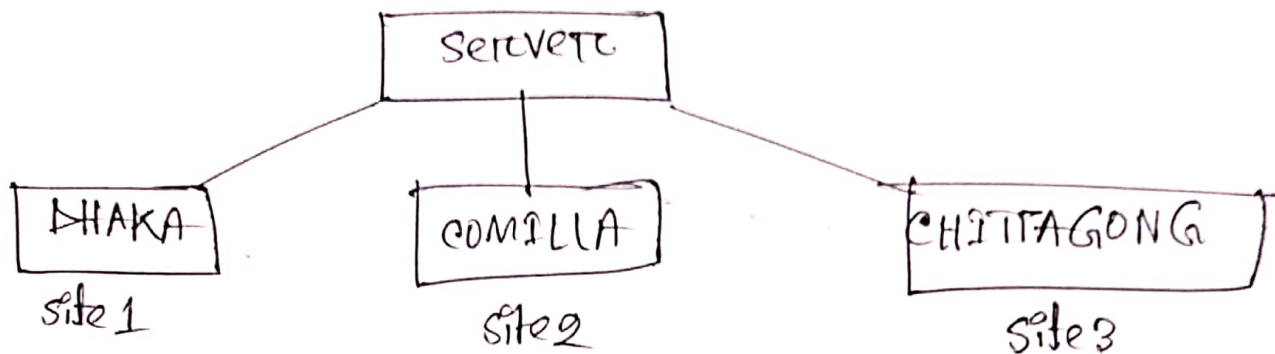 Server
DHAKA
COMILLA
CHITTAGONG
Site 1
Site 2
Site 3